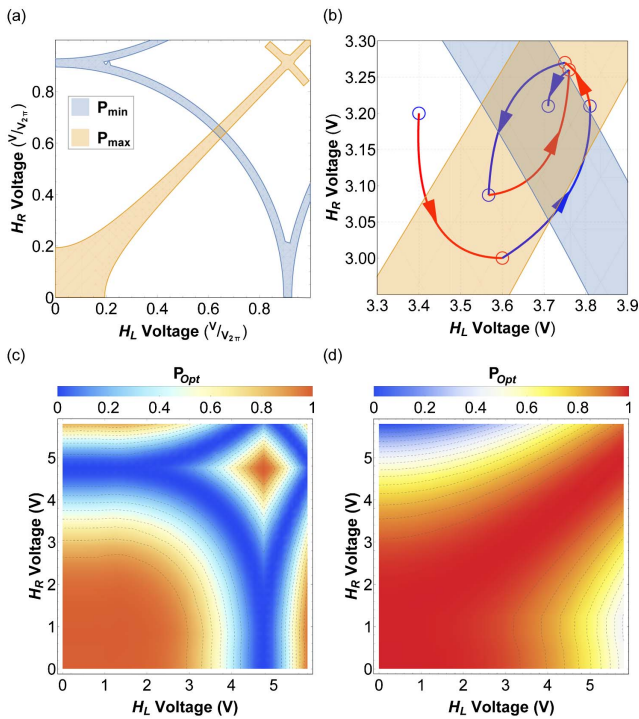 (a)
0.8
0.6
0.4
0.2
0
P_min
P_max
H_R Voltage (V/V_2π)
0 0.2 0.4 0.6 0.8
H_L Voltage (V/V_2π)
(b)
3.30
3.25
3.20
3.15
3.10
3.05
3.00
H_R Voltage (V)
3.3 3.4 3.5 3.6 3.7 3.8 3.9
H_L Voltage (V)
(c)
P_Opt
0 0.2 0.4 0.6 0.8 1
5
4
3
2
1
0
H_R Voltage (V)
0 1 2 3 4 5
H_L Voltage (V)
(d)
P_Opt
0 0.2 0.4 0.6 0.8 1
5
4
3
2
1
0
H_R Voltage (V)
0 1 2 3 4 5
H_L Voltage (V)